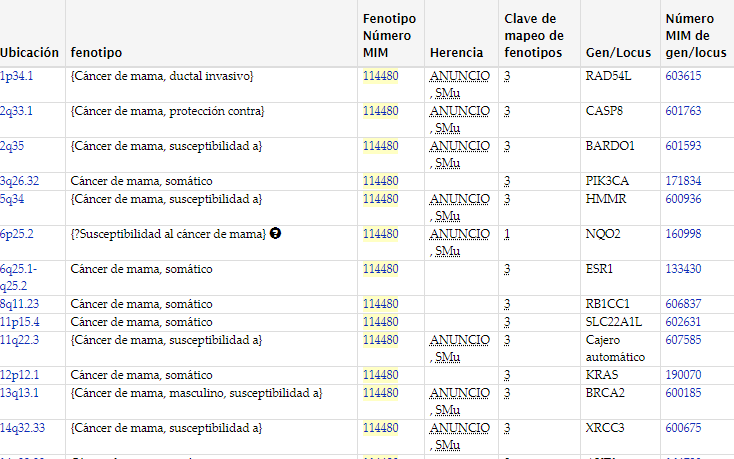 Ubicación fenotipo Fenotipo Número MIM Herencia Clave de mapeo de fenotipos Gen/Locus Número MIM de gen/locus
1p34.1 {Cáncer de mama, ductal invasivo} 114480 ANUNCIO, SMu 3 RAD54L 603615
2q33.1 {Cáncer de mama, protección contra} 114480 ANUNCIO, SMu 3 CASP8 601763
2q35 {Cáncer de mama, susceptibilidad a} 114480 ANUNCIO, SMu 3 BARDO1 601593
3q26.32 Cáncer de mama, somático 114480 3 PIK3CA 171834
5q34 {Cáncer de mama, susceptibilidad a} 114480 ANUNCIO, SMu 3 HMMR 600936
6p25.2 {?Susceptibilidad al cáncer de mama} ? 114480 ANUNCIO, SMu 1 NQO2 160998
6q25.1-q25.2 Cáncer de mama, somático 114480 3 ESR1 133430
8q11.23 Cáncer de mama, somático 114480 3 RB1CC1 606837
11p15.4 Cáncer de mama, somático 114480 3 SLC22A1L 602631
11q22.3 {Cáncer de mama, susceptibilidad a} 114480 ANUNCIO, SMu 3 Cajero automático 607585
12p12.1 Cáncer de mama, somático 114480 3 KRAS 190070
13q13.1 {Cáncer de mama, masculino, susceptibilidad a} 114480 ANUNCIO, SMu 3 BRCA2 600185
14q32.33 {Cáncer de mama, susceptibilidad a} 114480 ANUNCIO, SMu 3 XRCC3 600675